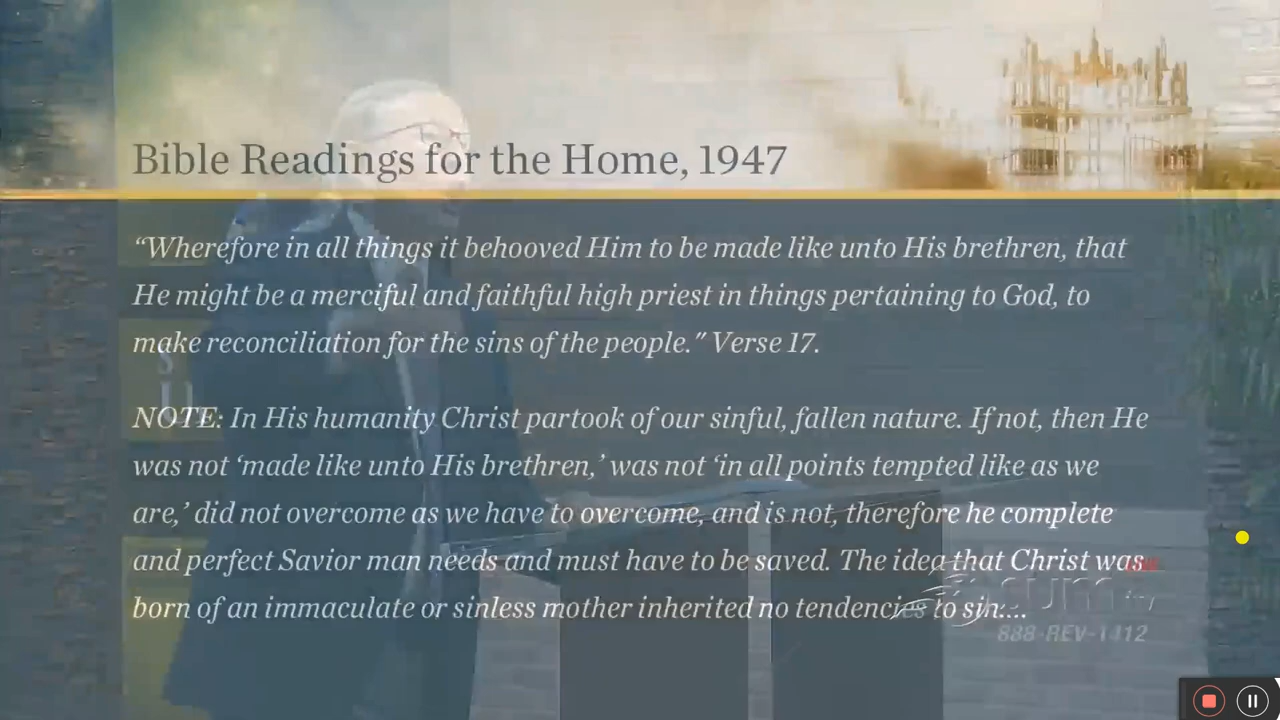 Bible Readings for the Home, 1947
“Wherefore in all things it behooved Him to be made like unto His brethren, that
He might be a merciful and faithful high priest in things pertaining to God, to
make reconciliation for the sins of the people." Verse 17.
NOTE: In His humanity Christ partook of our sinful, fallen nature. If not, then He
was not ‘made like unto His brethren,’ was not ‘in all points tempted like as we
are,’ did not overcome as we have to overcome, and is not, therefore he complete
and perfect Savior man needs and must have to be saved. The idea that Christ was
born of an immaculate or sinless mother inherited no tendencies to sin....
888-REV-1412